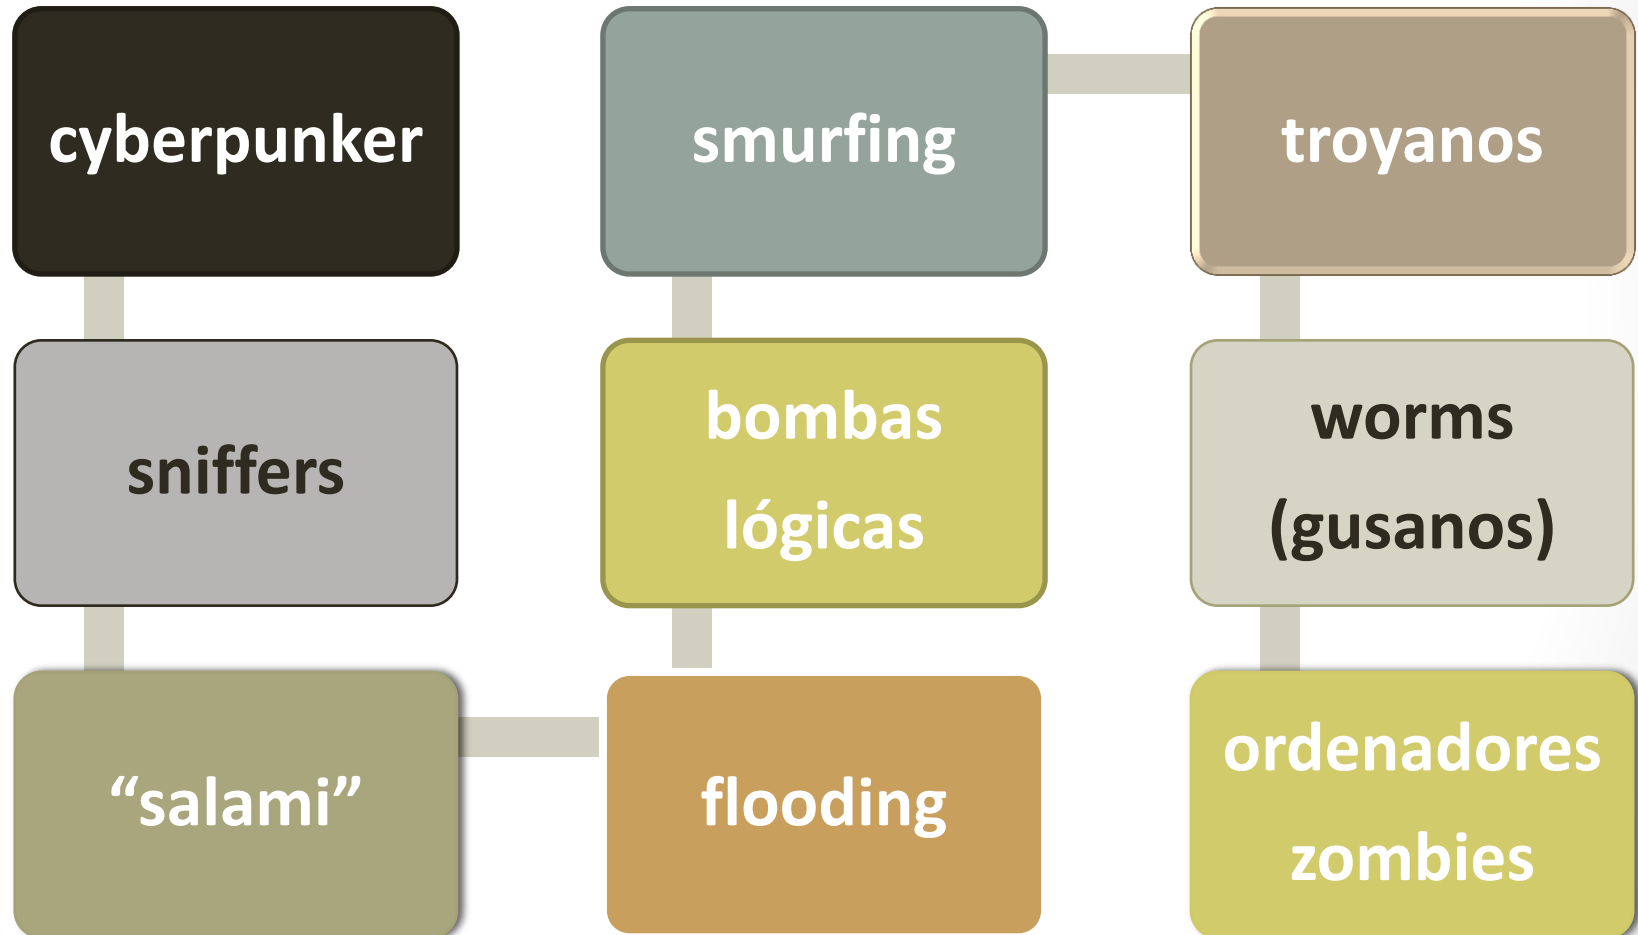 cyberpunker
sniffers
“salami”
flooding
bombas
lógicas
smurfing
troyanos
worms
(gusanos)
ordenadores
zombies